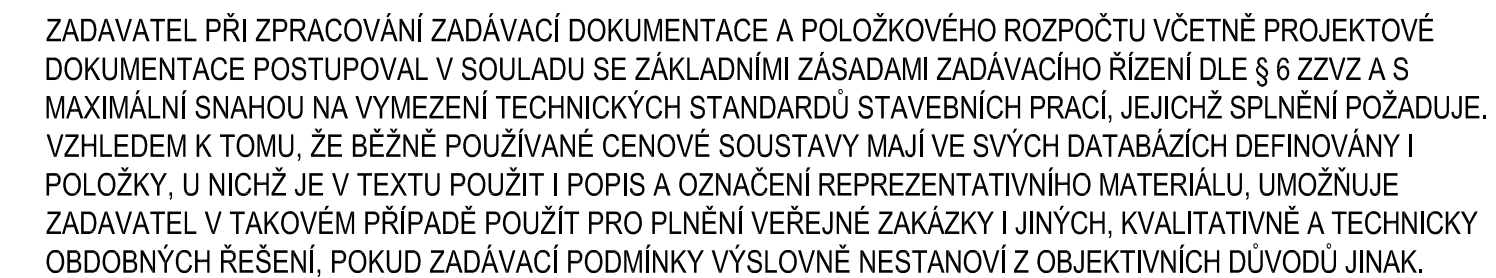 ZADAVATEL PŘI ZPRACOVÁNÍ ZADÁVACÍ DOKUMENTACE A POLOŽKOVÉHO ROZPOČTU VČETNĚ PROJEKTOVÉ
DOKUMENTACE POSTUPOVAL V SOULADU SE ZÁKLADNÍMI ZÁSADAMI ZADÁVACÍHO ŘÍZENÍ DLE § 6 ZZVZ A S
MAXIMÁLNÍ SNAHOU NA VYMEZENÍ TECHNICKÝCH STANDARDŮ STAVEBNÍCH PRACÍ, JEJICHŽ SPLNĚNÍ POŽADUJE.
VZHLEDEM K TOMU, ŽE BĚŽNĚ POUŽÍVANÉ CENOVÉ SOUSTAVY MAJÍ VE SVÝCH DATABÁZÍCH DEFINOVÁNY I
POLOŽKY, U NICHŽ JE V TEXTU POUŽIT I POPIS A OZNAČENÍ REPREZENTATIVNÍHO MATERIÁLU, UMOŽŇUJE
ZADAVATEL V TAKOVÉM PŘÍPADĚ POUŽÍT PRO PLNĚNÍ VEŘEJNÉ ZAKÁZKY I JINÝCH, KVALITATIVNĚ A TECHNICKY
OBDOBNÝCH ŘEŠENÍ, POKUD ZADÁVACÍ PODMÍNKY VÝSLOVNĚ NESTANOVÍ Z OBJEKTIVNÍCH DŮVODŮ JINAK.